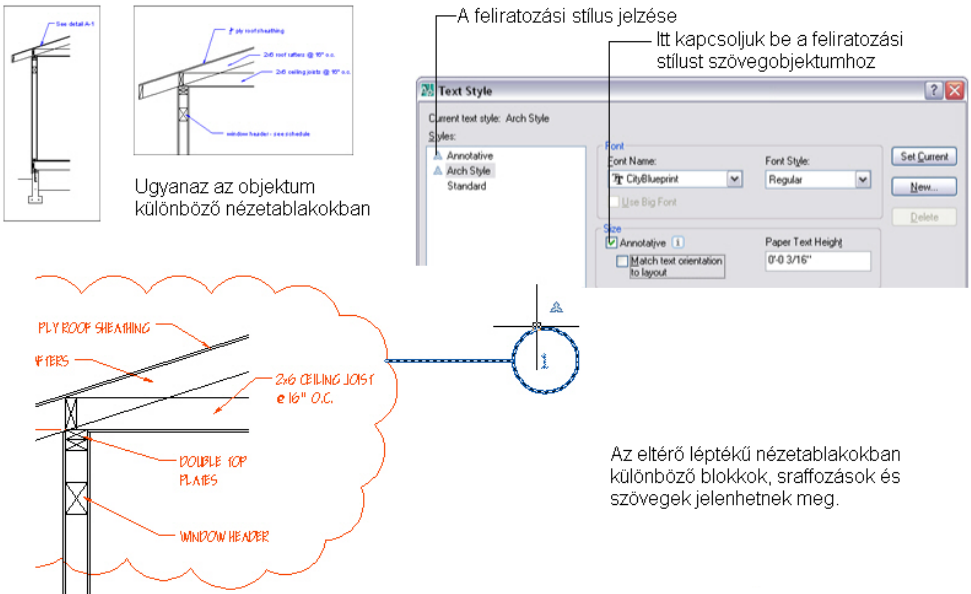 See detail A-1
ply roof sheathing
2x6 roof rafters @ 16" o.c.
2x6 ceiling joists @ 16" o.c.
window header - see schedule
Ugyanaz az objektum
különböző nézetablakokban
A feliratozási stílus jelzése
Itt kapcsoljuk be a feliratozási
stílust szövegobjektumhoz
Text Style
Current text style: Arch Style
Styles:
Annotative
Arch Style
Standard
Font
Font Name:
Font Style:
CityBlueprint
Regular
Use Big Font
Size
Annotative
Match text orientation
to layout
Paper Text Height
0'-0 3/16"
Set Current
New...
Delete
PLY ROOF SHEATHING
FTERS
2x6 CEILING JOIST
@ 16" O.C.
DOUBLE TOP
PLATES
WINDOW HEADER
Az eltérő léptékű nézetablakokban
különböző blokkok, sraffozások és
szövegek jelenhetnek meg.